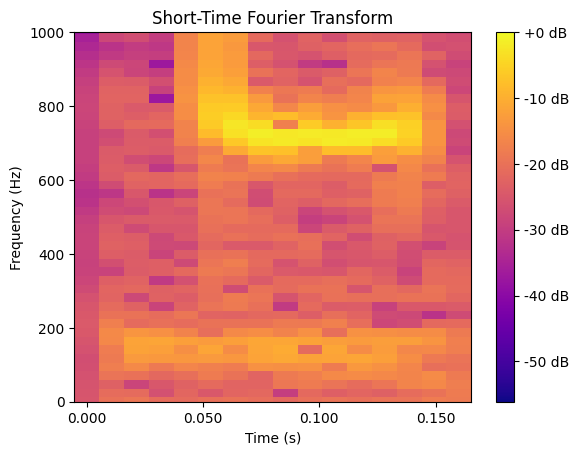 Short-Time Fourier Transform
1000
800
600
400
200
0
Frequency (Hz)
0.000
0.050
0.100
0.150
Time (s)
+0 dB
-10 dB
-20 dB
-30 dB
-40 dB
-50 dB